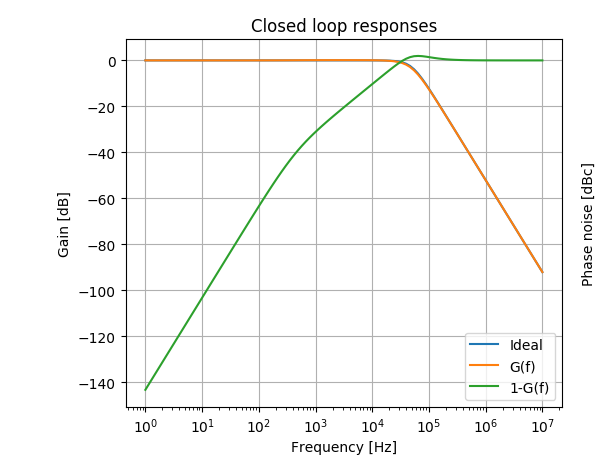 Closed loop responses
Gain [dB]
0
−20
−40
−60
−80
−100
−120
−140
10⁰ 10¹ 10² 10³ 10⁴ 10⁵ 10⁶ 10⁷
Frequency [Hz]
Ideal
G(f)
1-G(f)
Phase noise [dBc]